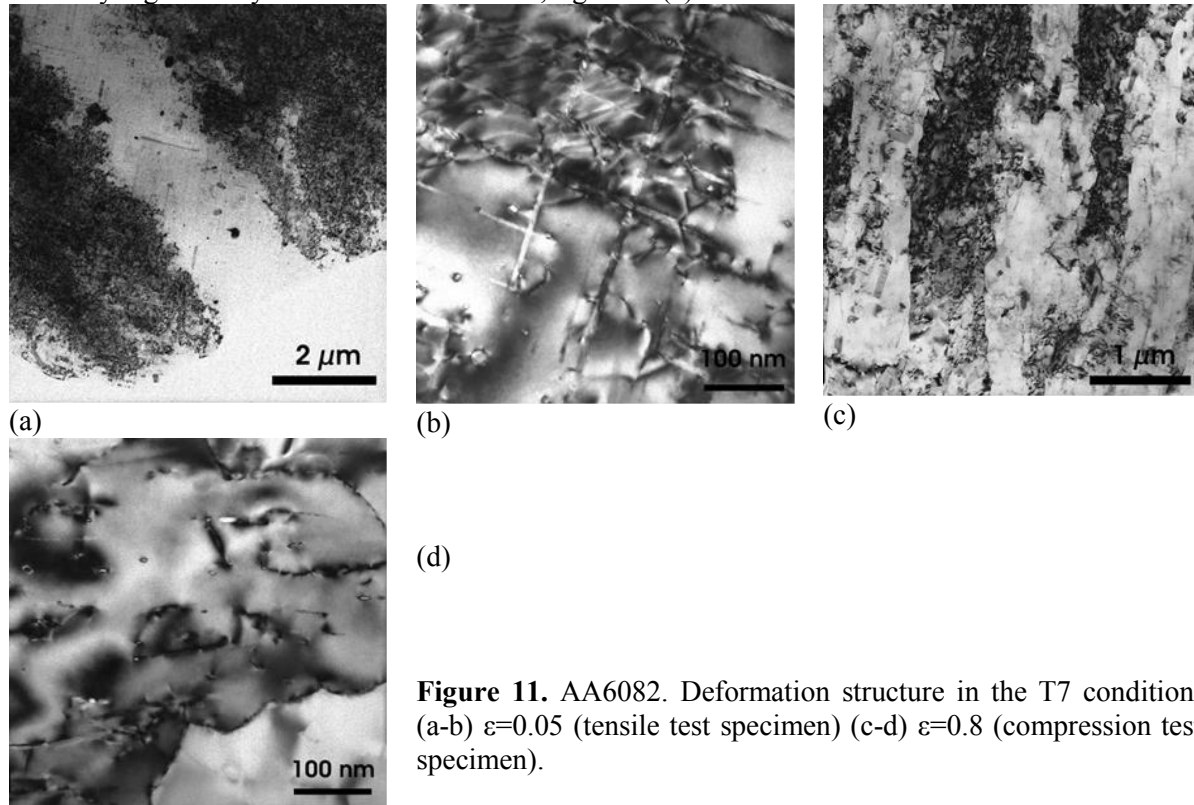 2 μm
100 nm
1 μm
(a)
(b)
(c)
(d)
100 nm
Figure 11. AA6082. Deformation structure in the T7 condition
(a-b) ε=0.05 (tensile test specimen) (c-d) ε=0.8 (compression tes
specimen).